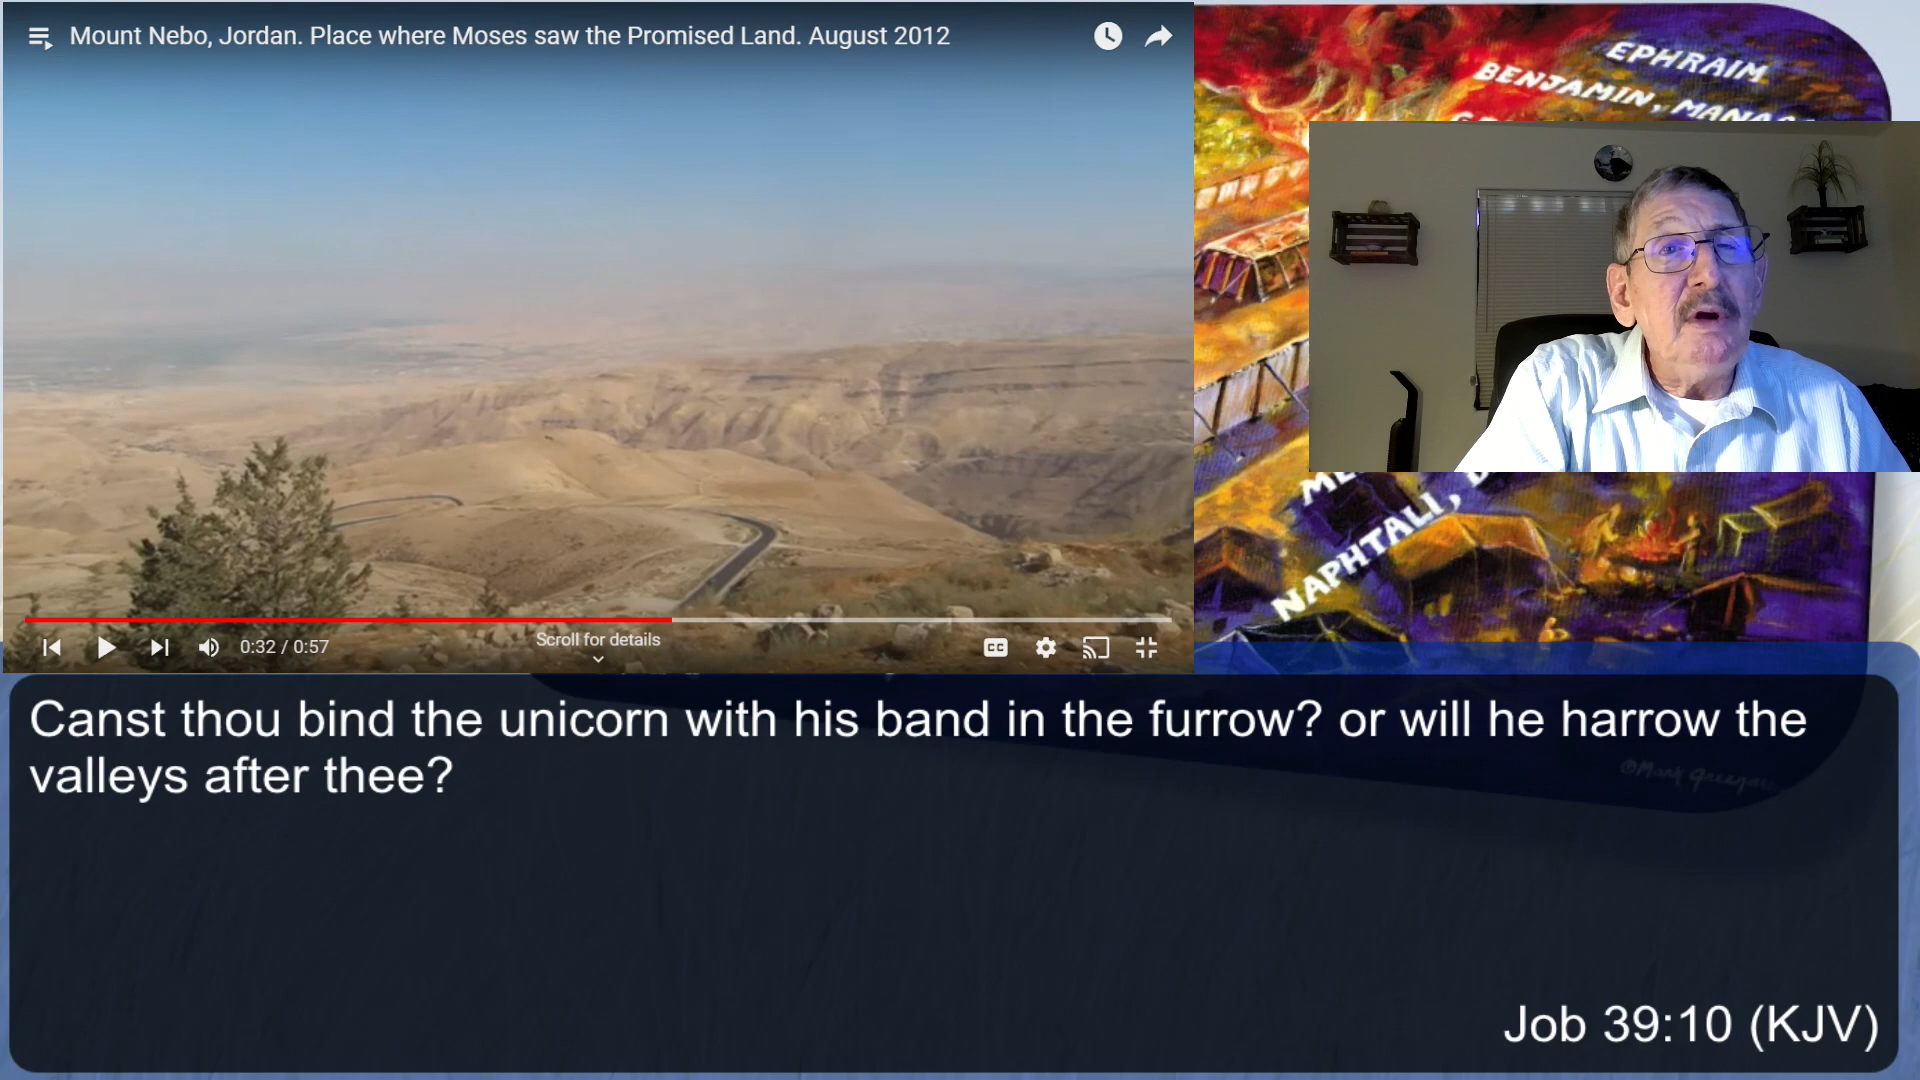 Mount Nebo, Jordan. Place where Moses saw the Promised Land. August 2012
EPHRAIM
BENJAMIN, MANAS
NAPHTALI,
0:32 / 0:57
Scroll for details
CC
Canst thou bind the unicorn with his band in the furrow? or will he harrow the
valleys after thee?
Job 39:10 (KJV)